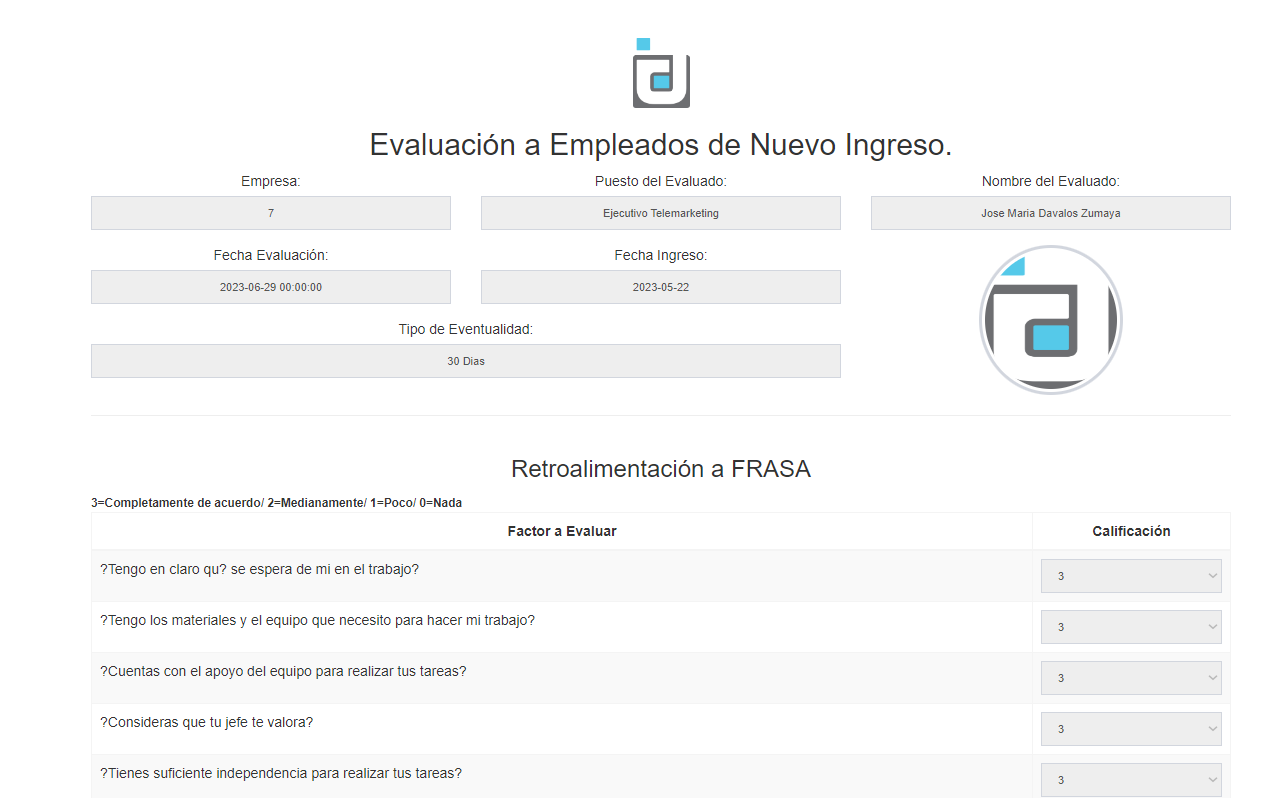 Evaluación a Empleados de Nuevo Ingreso.
Empresa: Puesto del Evaluado: Nombre del Evaluado:
7 Ejecutivo Telemarketing Jose Maria Davalos Zumaya
Fecha Evaluación: Fecha Ingreso:
2023-06-29 00:00:00 2023-05-22
Tipo de Eventualidad:
30 Dias
Retroalimentación a FRASA
3=Completamente de acuerdo/ 2=Medianamente/ 1=Poco/ 0=Nada
Factor a Evaluar Calificación
?Tengo en claro qu? se espera de mi en el trabajo? 3
?Tengo los materiales y el equipo que necesito para hacer mi trabajo? 3
?Cuentas con el apoyo del equipo para realizar tus tareas? 3
?Consideras que tu jefe te valora? 3
?Tienes suficiente independencia para realizar tus tareas? 3